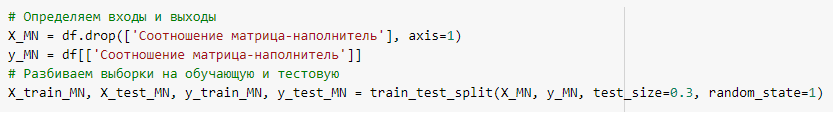 # Определяем входы и выходы
X_MN = df.drop(['Соотношение матрица-наполнитель'], axis=1)
y_MN = df[['Соотношение матрица-наполнитель']]
# Разбиваем выборки на обучающую и тестовую
X_train_MN, X_test_MN, y_train_MN, y_test_MN = train_test_split(X_MN, y_MN, test_size=0.3, random_state=1)